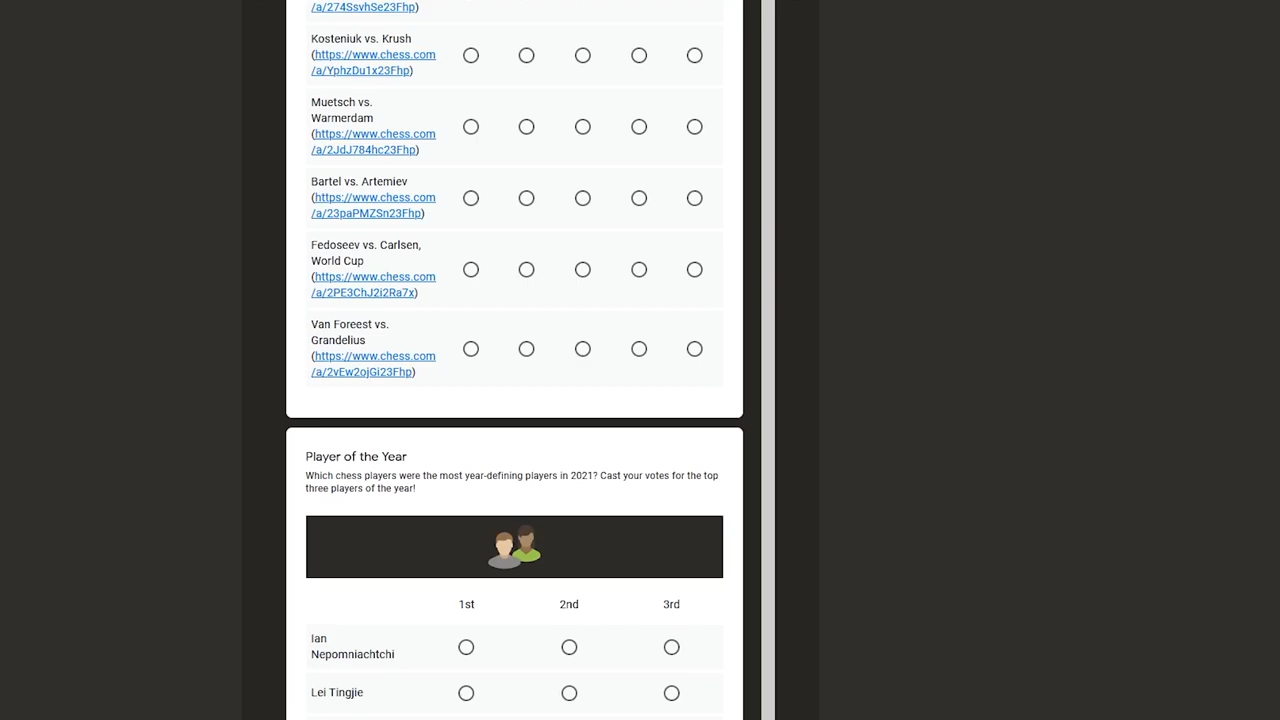 /a/274SsvhSe23Fhp)
Kosteniuk vs. Krush
(https://www.chess.com
/a/YphzDu1x23Fhp)
Muetsch vs.
Warmerdam
(https://www.chess.com
/a/2JdJ784hc23Fhp)
Bartel vs. Artemiev
(https://www.chess.com
/a/23paPMZSn23Fhp)
Fedoseev vs. Carlsen,
World Cup
(https://www.chess.com
/a/2PE3ChJ2i2Ra7x)
Van Foreest vs.
Grandelius
(https://www.chess.com
/a/2vEw2ojGi23Fhp)
Player of the Year
Which chess players were the most year-defining players in 2021? Cast your votes for the top
three players of the year!
1st 2nd 3rd
Ian
Nepomniachtchi
Lei Tingjie